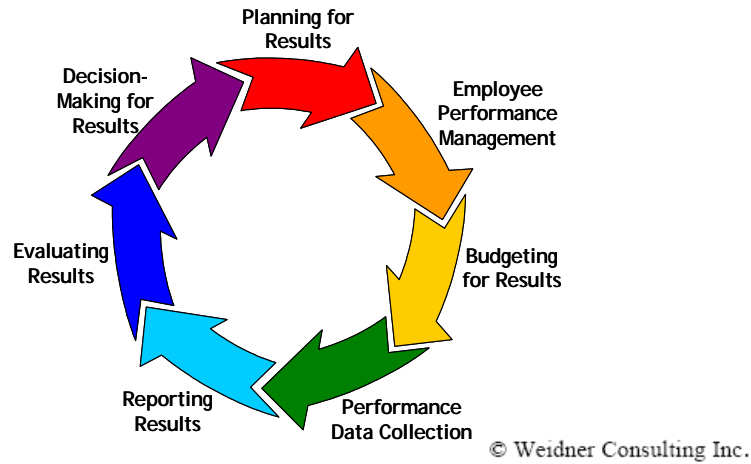 Planning for
Results
Employee
Performance
Management
Budgeting
for Results
Performance
Data Collection
Reporting
Results
Evaluating
Results
Decision-
Making for
Results
© Weidner Consulting Inc.